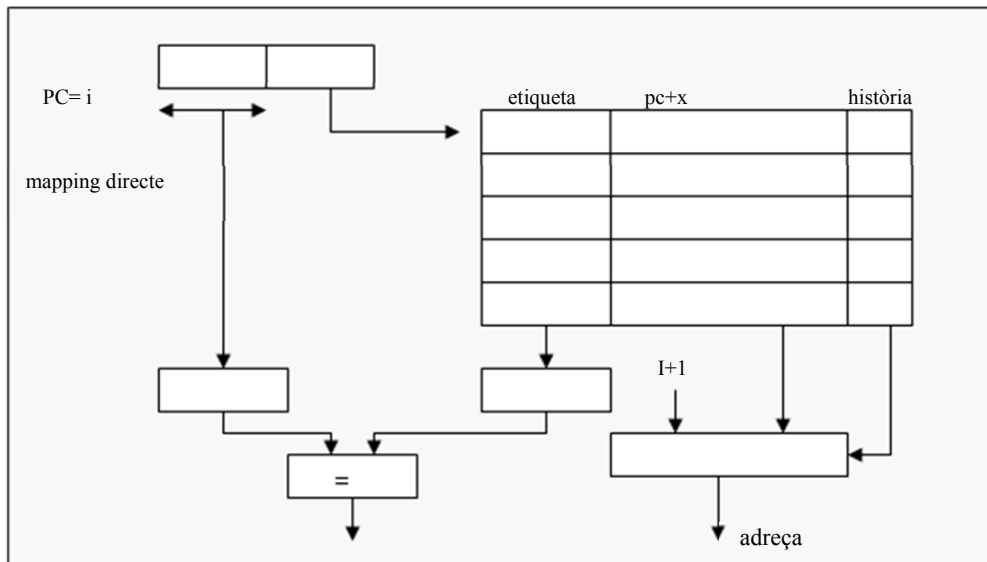 PC= i
etiqueta pc+x història
mapping directe
I+1
=
adreça